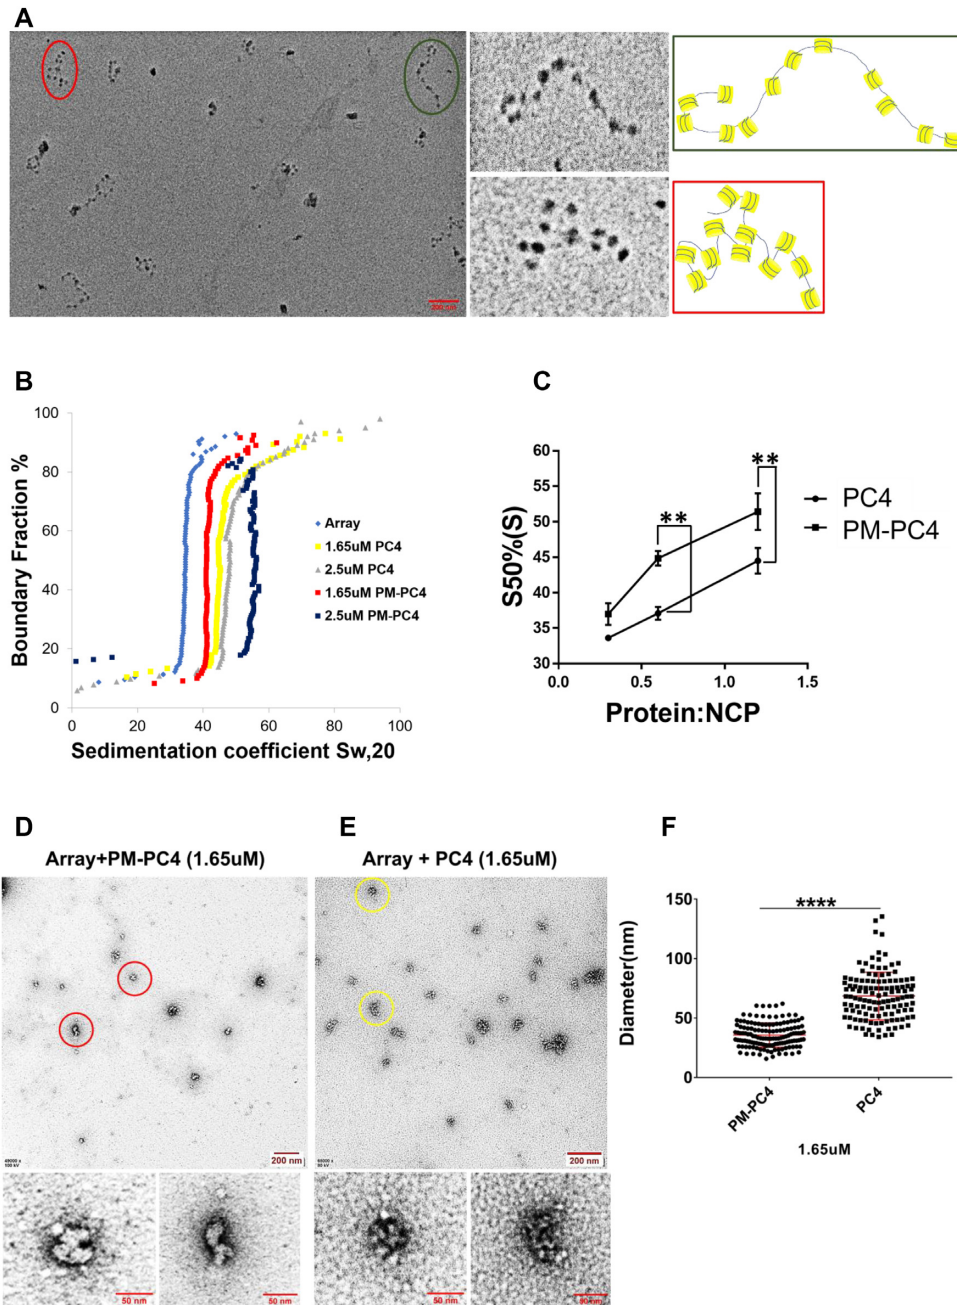 A
200 nm
B
100
80
60
40
20
0
Boundary Fraction %
Array
1.65uM PC4
2.5uM PC4
1.65uM PM-PC4
2.5uM PM-PC4
0 20 40 60 80 100
Sedimentation coefficient Sw,20
C
60
55
50
45
40
35
30
S50%(S)
**
**
PC4
PM-PC4
0.0 0.5 1.0 1.5
Protein:NCP
D
Array+PM-PC4 (1.65uM)
200 nm
50 nm
50 nm
E
Array + PC4 (1.65uM)
200 nm
50 nm
50 nm
F
150
100
50
0
Diameter(nm)
****
PM-PC4
PC4
1.65uM